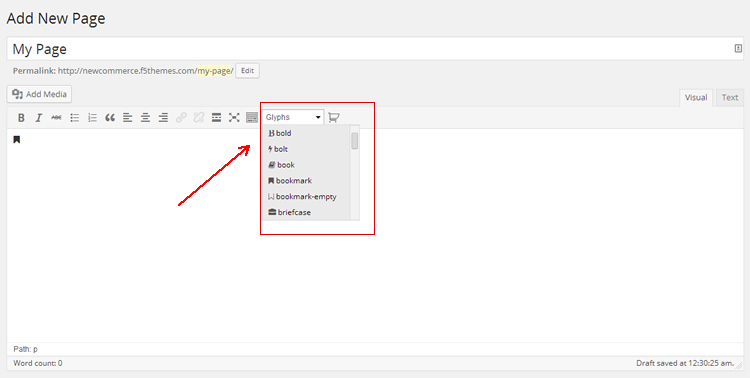 Add New Page
My Page
Permalink: http://newcommerce.f5themes.com/my-page/ Edit
Add Media
Visual Text
B I ABC Glyphs
bold
bolt
book
bookmark
bookmark-empty
briefcase
Path: p
Word count: 0 Draft saved at 12:30:25 am.